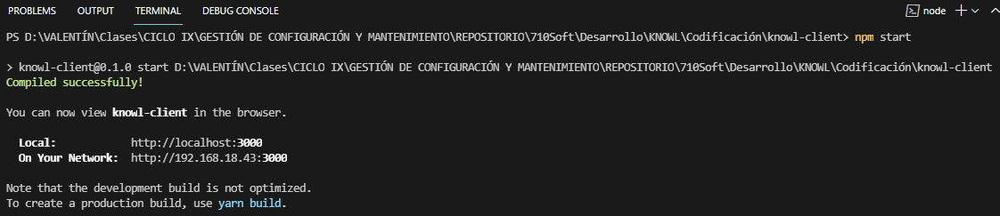 PROBLEMS OUTPUT TERMINAL DEBUG CONSOLE node
PS D:\VALENTÍN\Clases\CICLO IX\GESTIÓN DE CONFIGURACIÓN Y MANTENIMIENTO\REPOSITORIO\710Soft\Desarrollo\KNOWL\Codificación\knowl-client> npm start
> knowl-client@0.1.0 start D:\VALENTÍN\Clases\CICLO IX\GESTIÓN DE CONFIGURACIÓN Y MANTENIMIENTO\REPOSITORIO\710Soft\Desarrollo\KNOWL\Codificación\knowl-client
Compiled successfully!
You can now view knowl-client in the browser.
Local: http://localhost:3000
On Your Network: http://192.168.18.43:3000
Note that the development build is not optimized.
To create a production build, use yarn build.